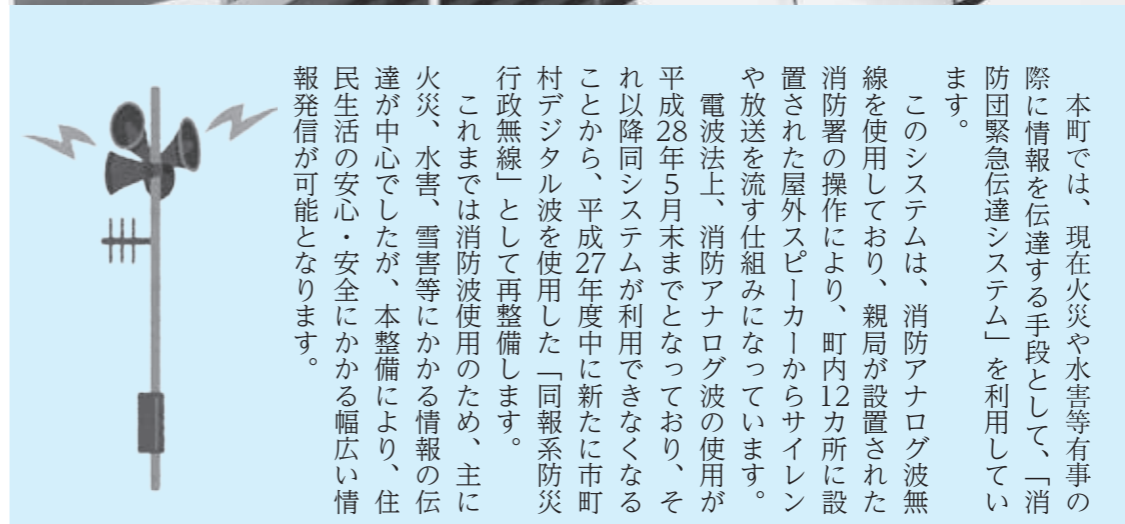 本町では、現在火災や水害等有事の
際に情報を伝達する手段として、「消
防団緊急伝達システム」を利用してい
ます。
　このシステムは、消防アナログ波無
線を使用しており、親局が設置された
消防署の操作により、町内12カ所に設
置された屋外スピーカーからサイレン
や放送を流す仕組みになっています。
　電波法上、消防アナログ波の使用が
平成28年5月末までとなっており、そ
れ以降同システムが利用できなくなる
ことから、平成27年度中に新たに市町
村デジタル波を使用した「同報系防災
行政無線」として再整備します。
　これまでは消防波使用のため、主に
火災、水害、雪害等にかかる情報の伝
達が中心でしたが、本整備により、住
民生活の安心・安全にかかる幅広い情
報発信が可能となります。